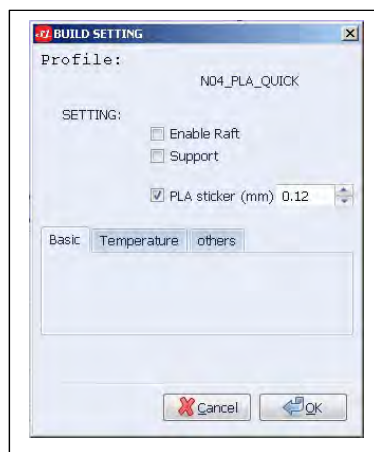 BUILD SETTING
Profile:
N04_PLA_QUICK
SETTING:
Enable Raft
Support
PLA sticker (mm) 0.12
Basic Temperature others
Cancel OK